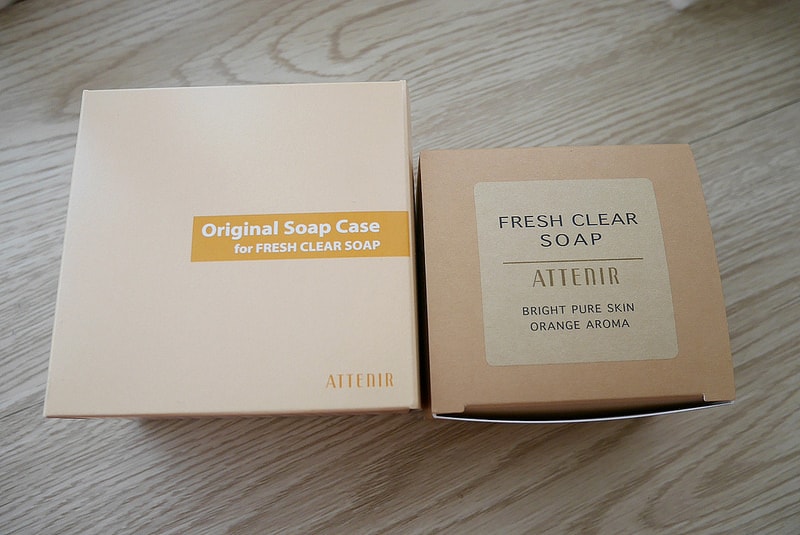 Original Soap Case
for FRESH CLEAR SOAP
ATTENIR
FRESH CLEAR
SOAP
ATTENIR
BRIGHT PURE SKIN
ORANGE AROMA